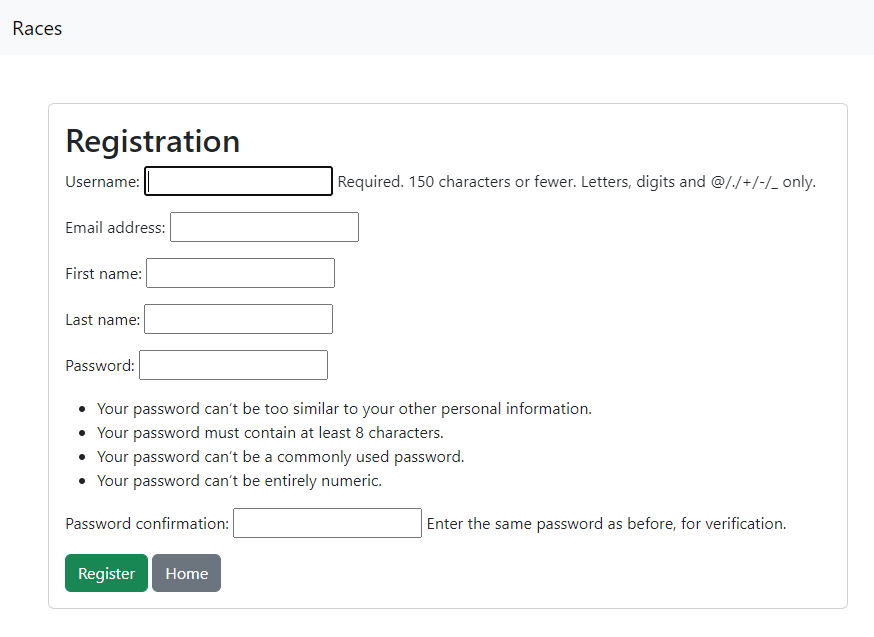 Races
Registration
Username: Required. 150 characters or fewer. Letters, digits and @/./+/-/_ only.
Email address:
First name:
Last name:
Password:
Your password can't be too similar to your other personal information.
Your password must contain at least 8 characters.
Your password can't be a commonly used password.
Your password can't be entirely numeric.
Password confirmation: Enter the same password as before, for verification.
Register Home